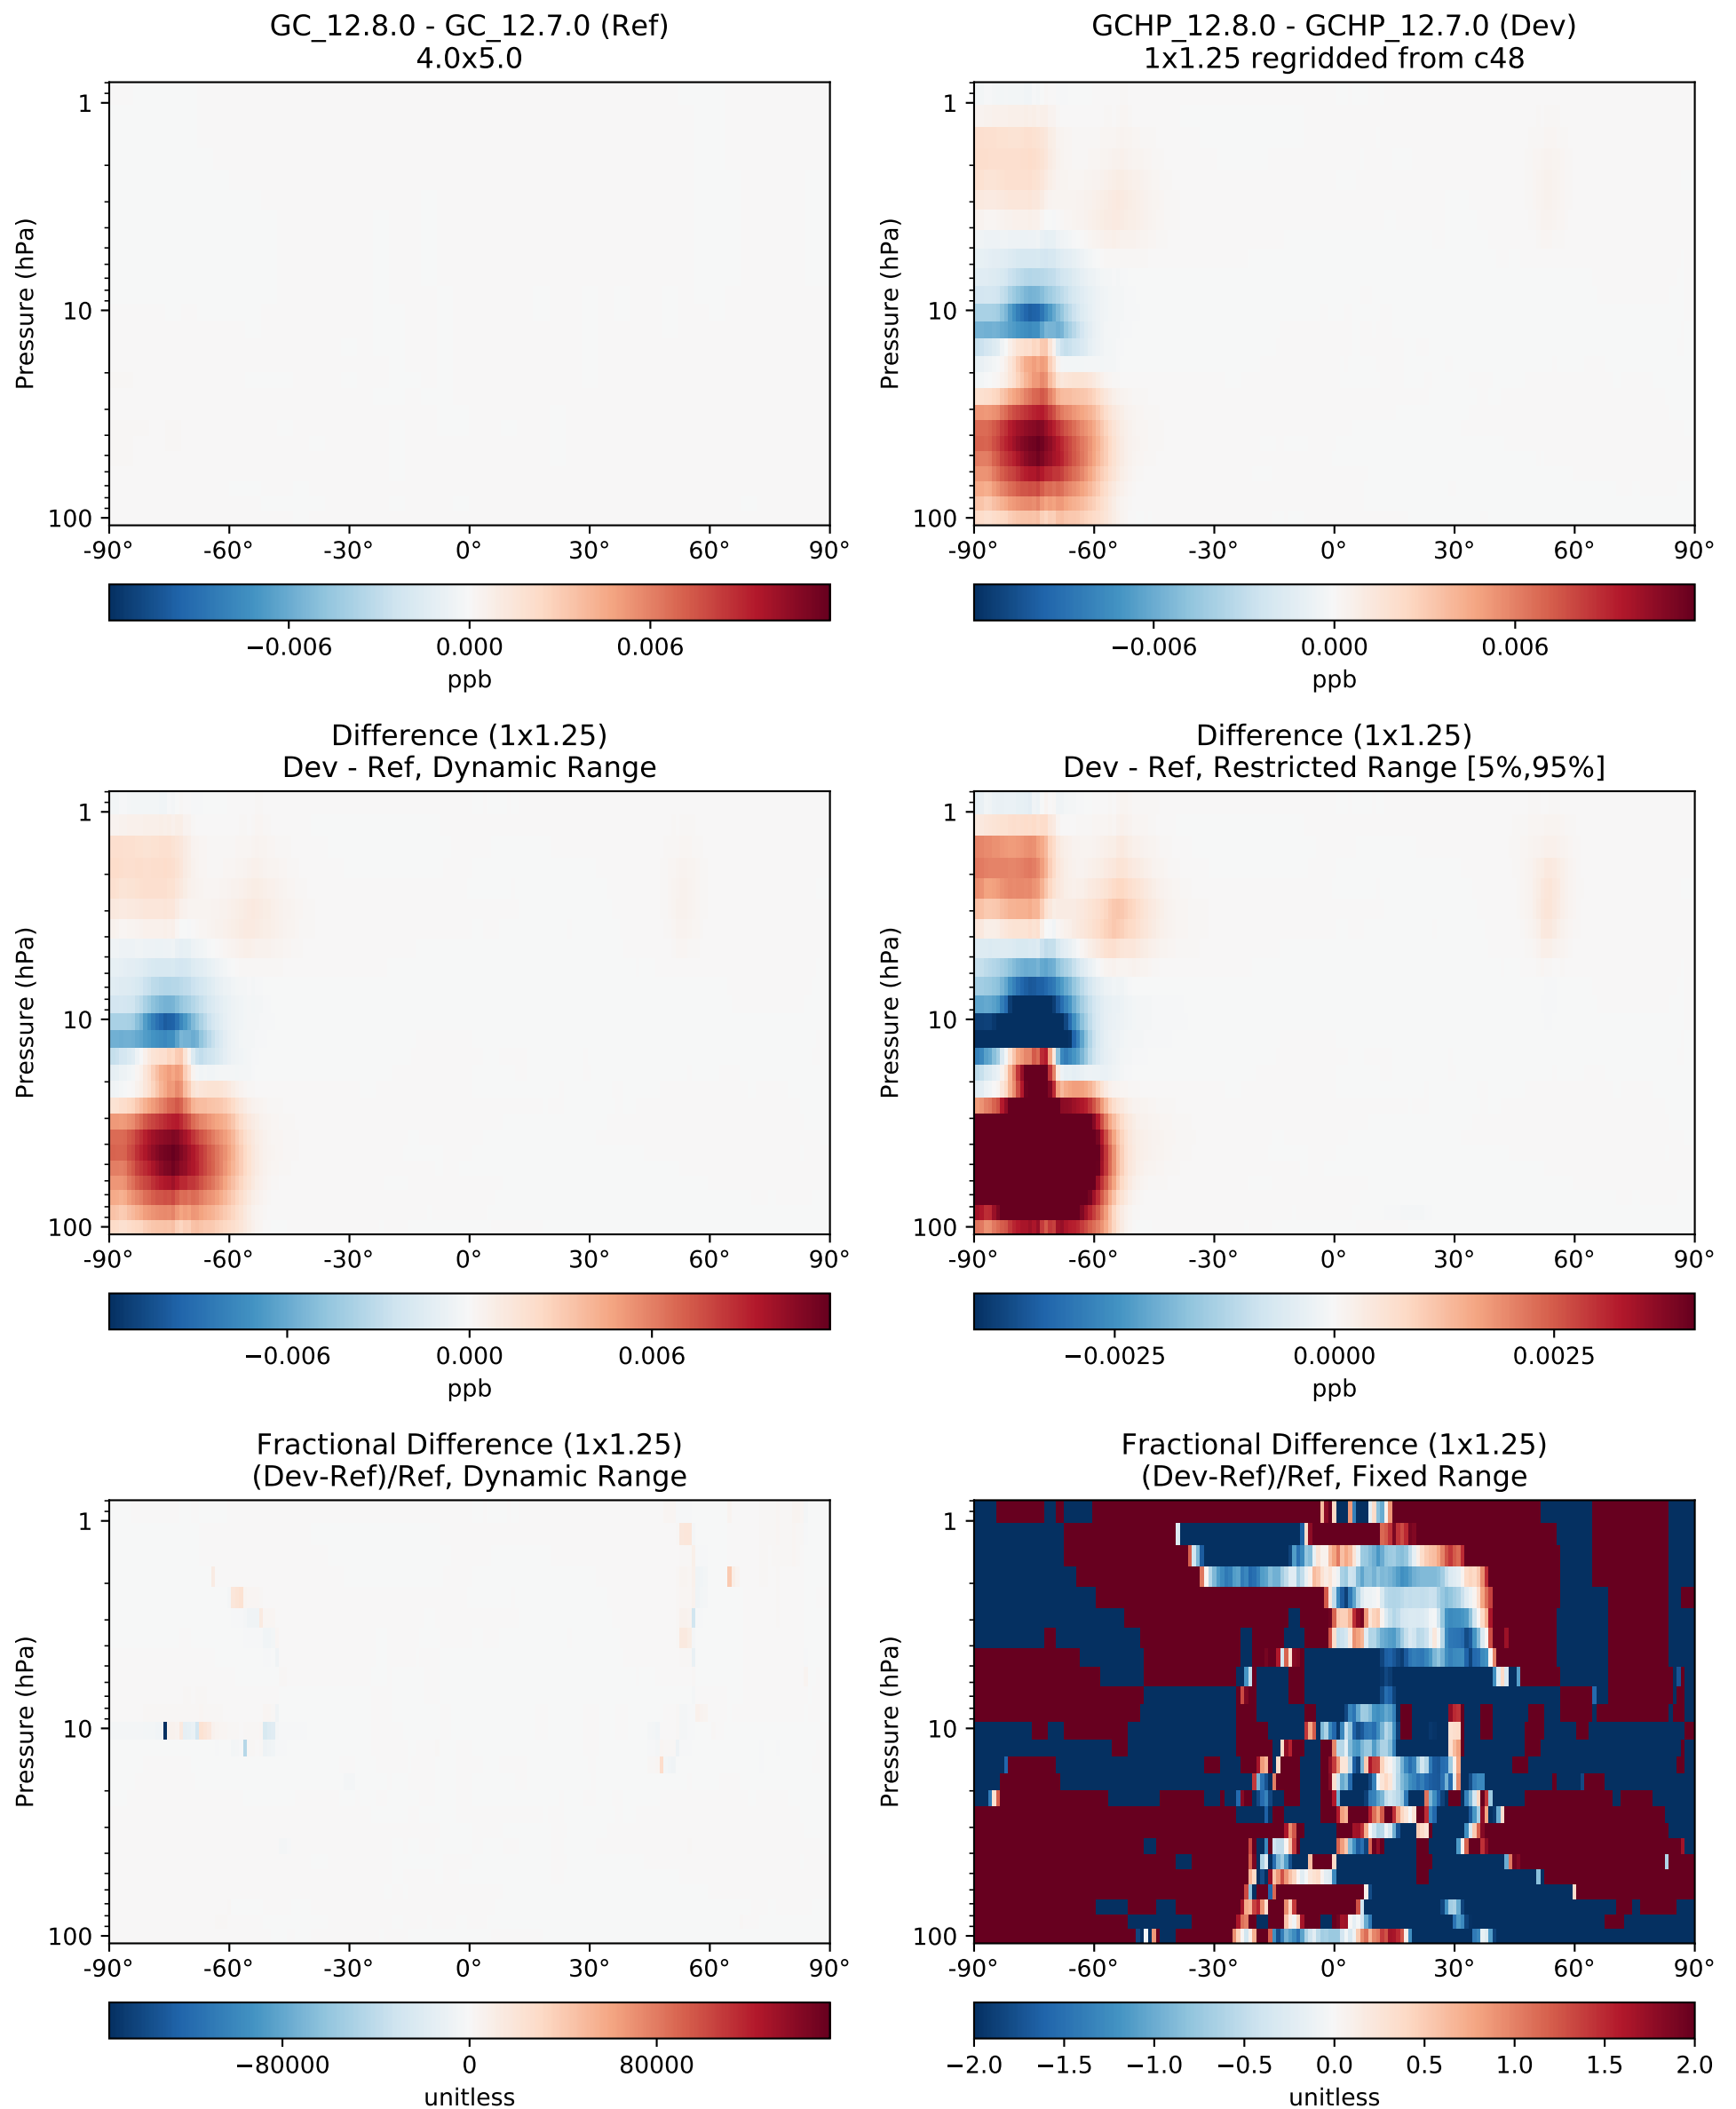 GC_12.8.0 - GC_12.7.0 (Ref)
4.0x5.0
GCHP_12.8.0 - GCHP_12.7.0 (Dev)
1x1.25 regridded from c48
Pressure (hPa)
1
10
100
-90° -60° -30° 0° 30° 60° 90°
−0.006 0.000 0.006
ppb
Pressure (hPa)
1
10
100
-90° -60° -30° 0° 30° 60° 90°
−0.006 0.000 0.006
ppb
Difference (1x1.25)
Dev - Ref, Dynamic Range
Difference (1x1.25)
Dev - Ref, Restricted Range [5%,95%]
Pressure (hPa)
1
10
100
-90° -60° -30° 0° 30° 60° 90°
−0.006 0.000 0.006
ppb
Pressure (hPa)
1
10
100
-90° -60° -30° 0° 30° 60° 90°
−0.0025 0.0000 0.0025
ppb
Fractional Difference (1x1.25)
(Dev-Ref)/Ref, Dynamic Range
Fractional Difference (1x1.25)
(Dev-Ref)/Ref, Fixed Range
Pressure (hPa)
1
10
100
-90° -60° -30° 0° 30° 60° 90°
−80000 0 80000
unitless
Pressure (hPa)
1
10
100
-90° -60° -30° 0° 30° 60° 90°
−2.0 −1.5 −1.0 −0.5 0.0 0.5 1.0 1.5 2.0
unitless